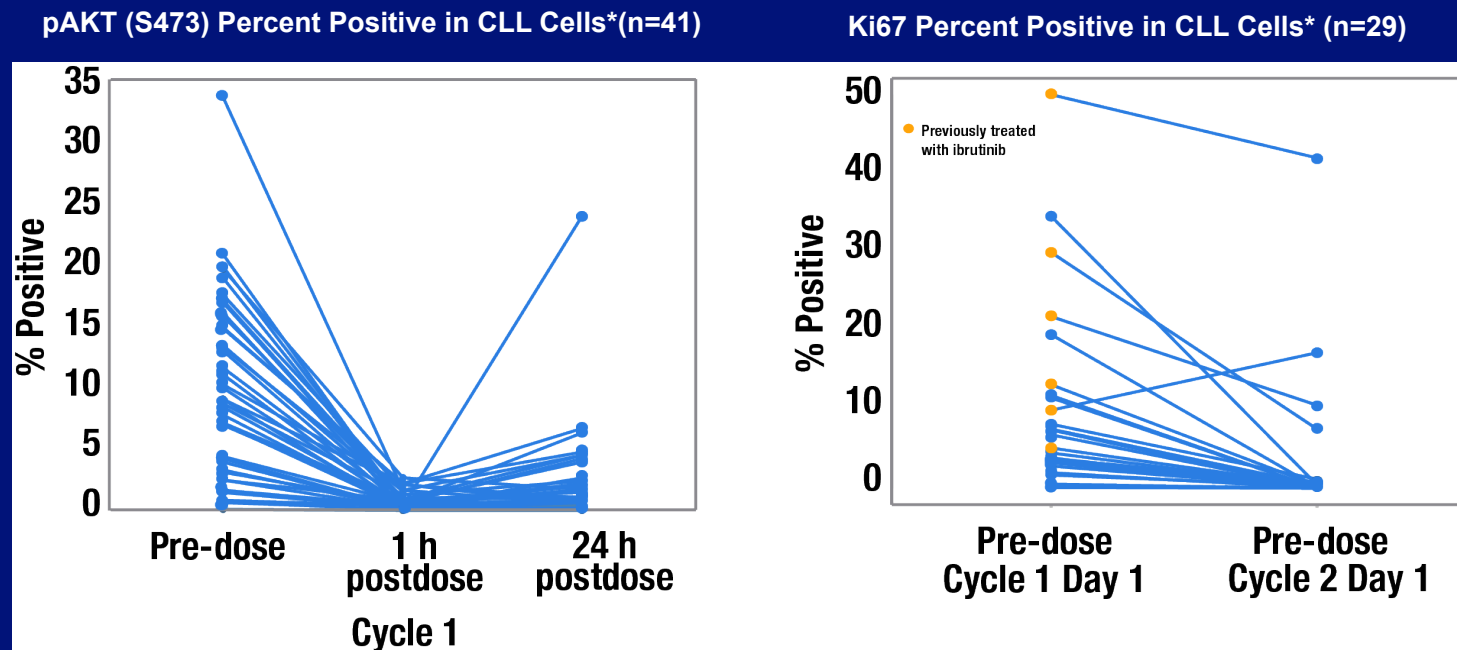 pAKT (S473) Percent Positive in CLL Cells*(n=41)
35
30
25
20
15
10
5
0
% Positive
Pre-dose
1 h
postdose
24 h
postdose
Cycle 1
Ki67 Percent Positive in CLL Cells* (n=29)
50
40
30
20
10
0
% Positive
Previously treated
with ibrutinib
Pre-dose
Cycle 1 Day 1
Pre-dose
Cycle 2 Day 1